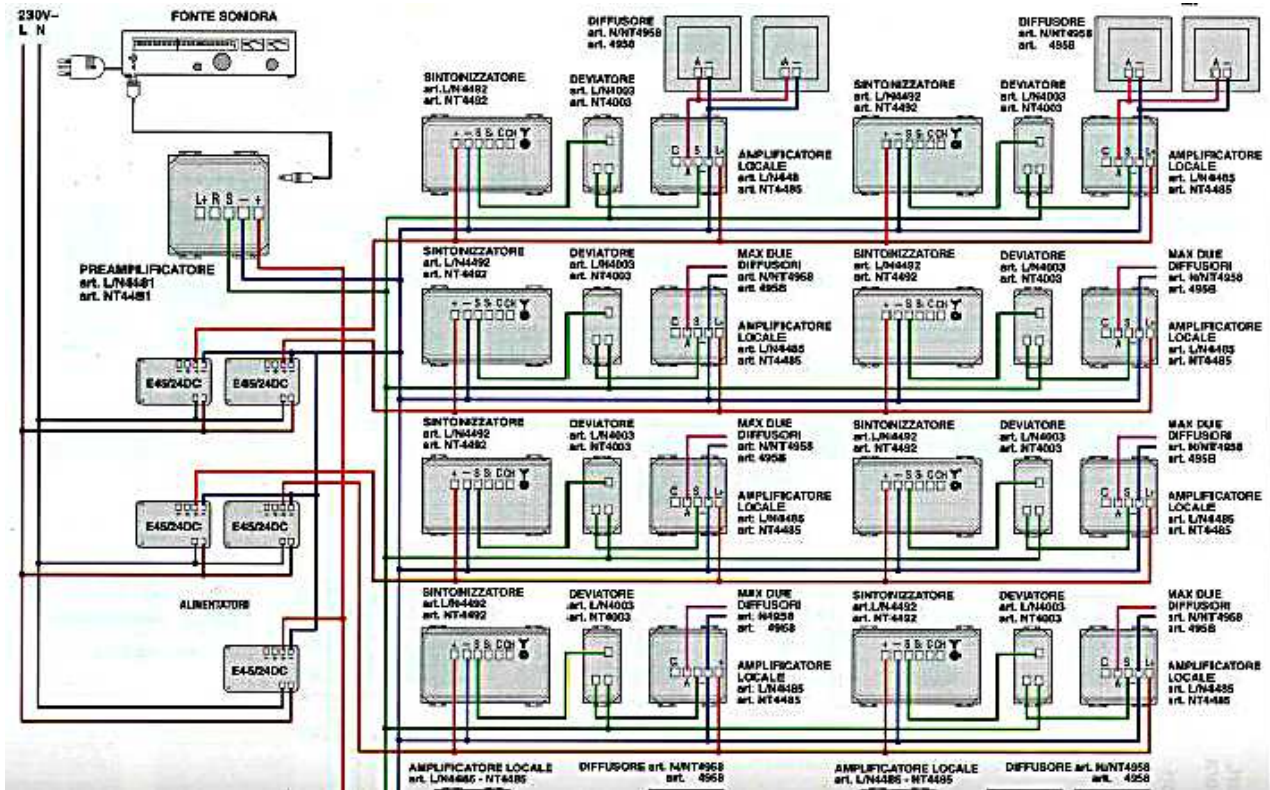 230V~
L N
FONTE SONORA
L+ R S – +
PREAMPLIFICATORE
art. L/N4481
art. NT4481
E45/24DC
E45/24DC
E45/24DC
E45/24DC
ALIMENTATORI
E45/24DC
DIFFUSORE
art. N/NT4958
art. 4958
A –
A –
SINTONIZZATORE
art. L/N4492
art. NT4492
DEVIATORE
art. L/N4003
art. NT4003
AMPLIFICATORE
LOCALE
art. L/N448
art. NT4485
DIFFUSORE
art. N/NT4958
art. 4958
A –
A –
SINTONIZZATORE
art. L/N4492
art. NT4492
DEVIATORE
art. L/N4003
art. NT4003
AMPLIFICATORE
LOCALE
art. L/N4485
art. NT4485
SINTONIZZATORE
art. L/N4492
art. NT4492
DEVIATORE
art. L/N4003
art. NT4003
MAX DUE
DIFFUSORI
art. N/NT4958
4958
AMPLIFICATORE
LOCALE
art. L/N4485
art. NT4485
SINTONIZZATORE
art. L/N4492
art. NT4492
DEVIATORE
art. L/N4003
art. NT4003
MAX DUE
DIFFUSORI
art. N/NT4958
art. 4958
AMPLIFICATORE
LOCALE
art. L/N4485
art. NT4485
SINTONIZZATORE
art. L/N4492
art. NT4492
DEVIATORE
art. L/N4003
art. NT4003
MAX DUE
DIFFUSORI
art. N/NT4958
art. 4958
AMPLIFICATORE
LOCALE
art. L/N4485
art. NT4485
SINTONIZZATORE
art. L/N4492
art. NT4492
DEVIATORE
art. L/N4003
art. NT4003
MAX DUE
DIFFUSORI
art. N/NT4958
art. 4958
AMPLIFICATORE
LOCALE
art. L/N4485
art. NT4485
SINTONIZZATORE
art. L/N4492
art. NT4492
DEVIATORE
art. L/N4003
art. NT4003
MAX DUE
DIFFUSORI
art. N4958
art. 4958
AMPLIFICATORE
LOCALE
art. L/N4485
art. NT4485
SINTONIZZATORE
art. L/N4492
art. NT4492
DEVIATORE
art. L/N4003
art. NT4003
MAX DUE
DIFFUSORI
art. N/NT4958
art. 4958
AMPLIFICATORE
LOCALE
art. L/N4485
art. NT4485
AMPLIFICATORE LOCALE
art. L/N4485 - NT4485
DIFFUSORE art. N/NT4958
art. 4958
AMPLIFICATORE LOCALE
art. L/N4485 - NT4485
DIFFUSORE art. N/NT4958
art. 4958